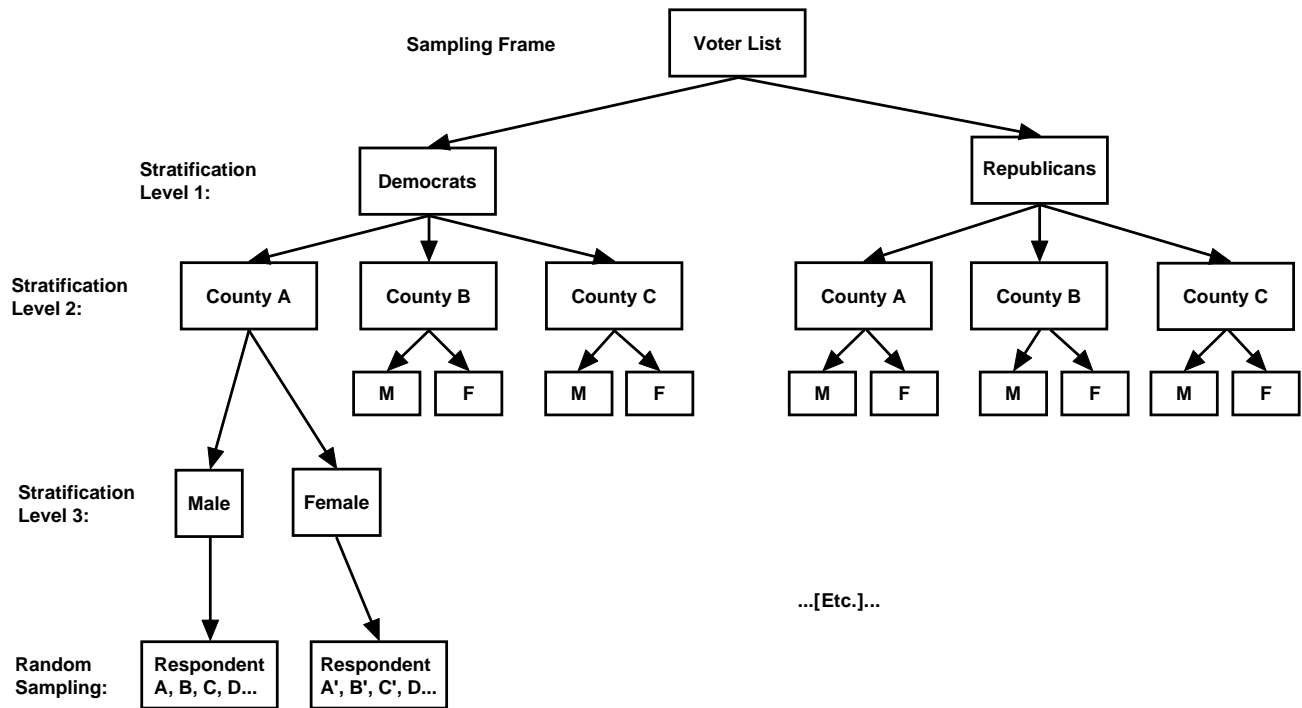 Sampling Frame
Voter List
Stratification
Level 1:
Democrats
Republicans
Stratification
Level 2:
County A
County B
County C
County A
County B
County C
M
F
M
F
M
F
M
F
M
F
Stratification
Level 3:
Male
Female
...[Etc.]...
Random
Sampling:
Respondent
A, B, C, D...
Respondent
A', B', C', D...